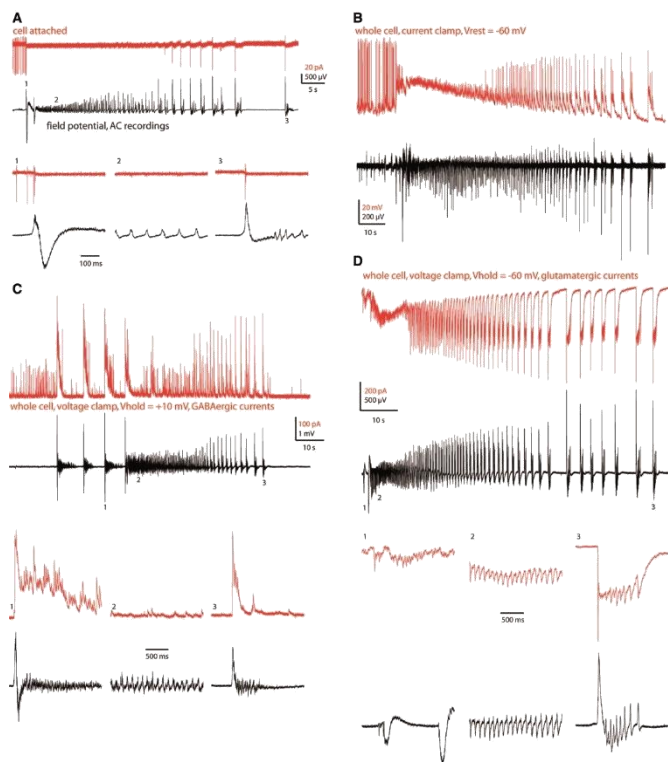 A
cell attached
20 pA
500 µV
5 s
1
2
3
field potential, AC recordings
1
2
3
100 ms
B
whole cell, current clamp, Vrest = -60 mV
20 mV
200 µV
10 s
C
whole cell, voltage clamp, Vhold = +10 mV, GABAergic currents
100 pA
1 mV
10 s
2
3
1
1
2
3
500 ms
D
whole cell, voltage clamp, Vhold = -60 mV, glutamatergic currents
200 pA
500 µV
10 s
2
1
3
1
2
3
500 ms